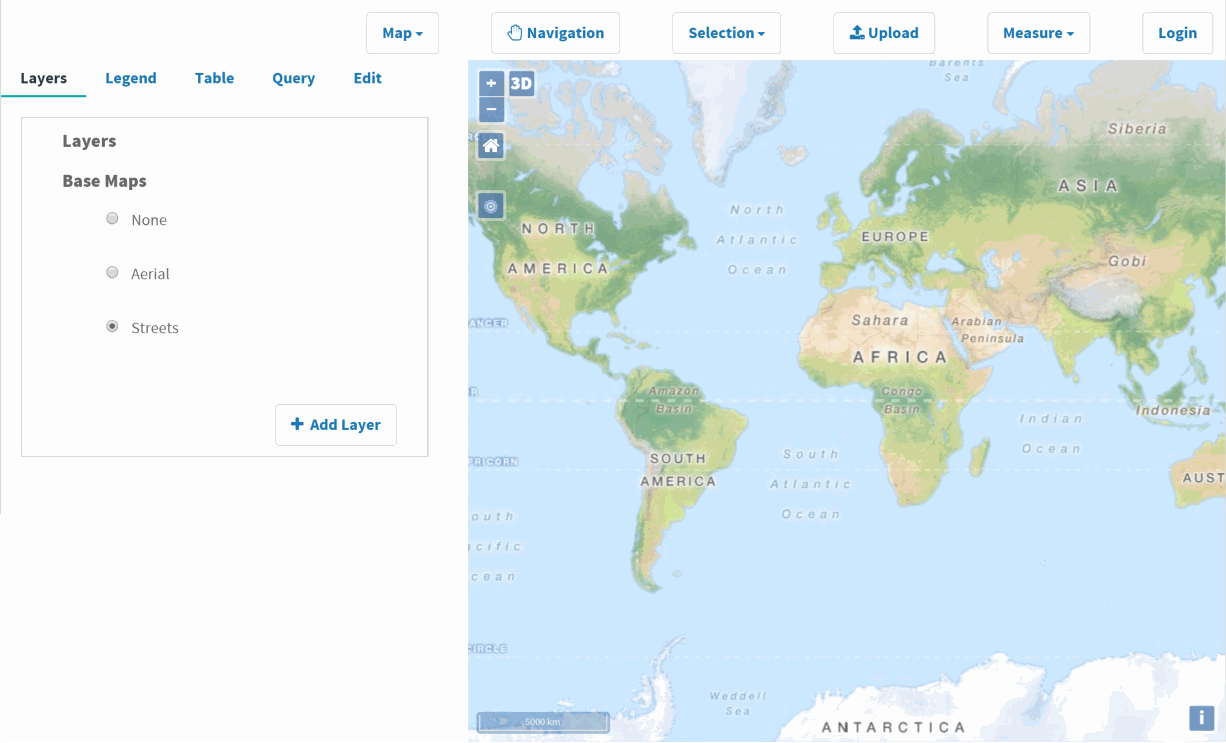 Map
Navigation
Selection
Upload
Measure
Login
Layers
Legend
Table
Query
Edit
Layers
Base Maps
None
Aerial
Streets
+ Add Layer
+
3D
−
Barents
Sea
Siberia
ASIA
North
Atlantic
Ocean
NORTH
AMERICA
EUROPE
Gobi
ANCER
Sahara
Arabian
Peninsula
AFRICA
Amazon
Basin
Congo
Basin
Indonesia
Indian
Ocean
SOUTH
AMERICA
PRICORN
South
Atlantic
Ocean
AUST
outh
cific
cean
CIRCLE
Weddell
Sea
5000 km
ANTARCTICA
i